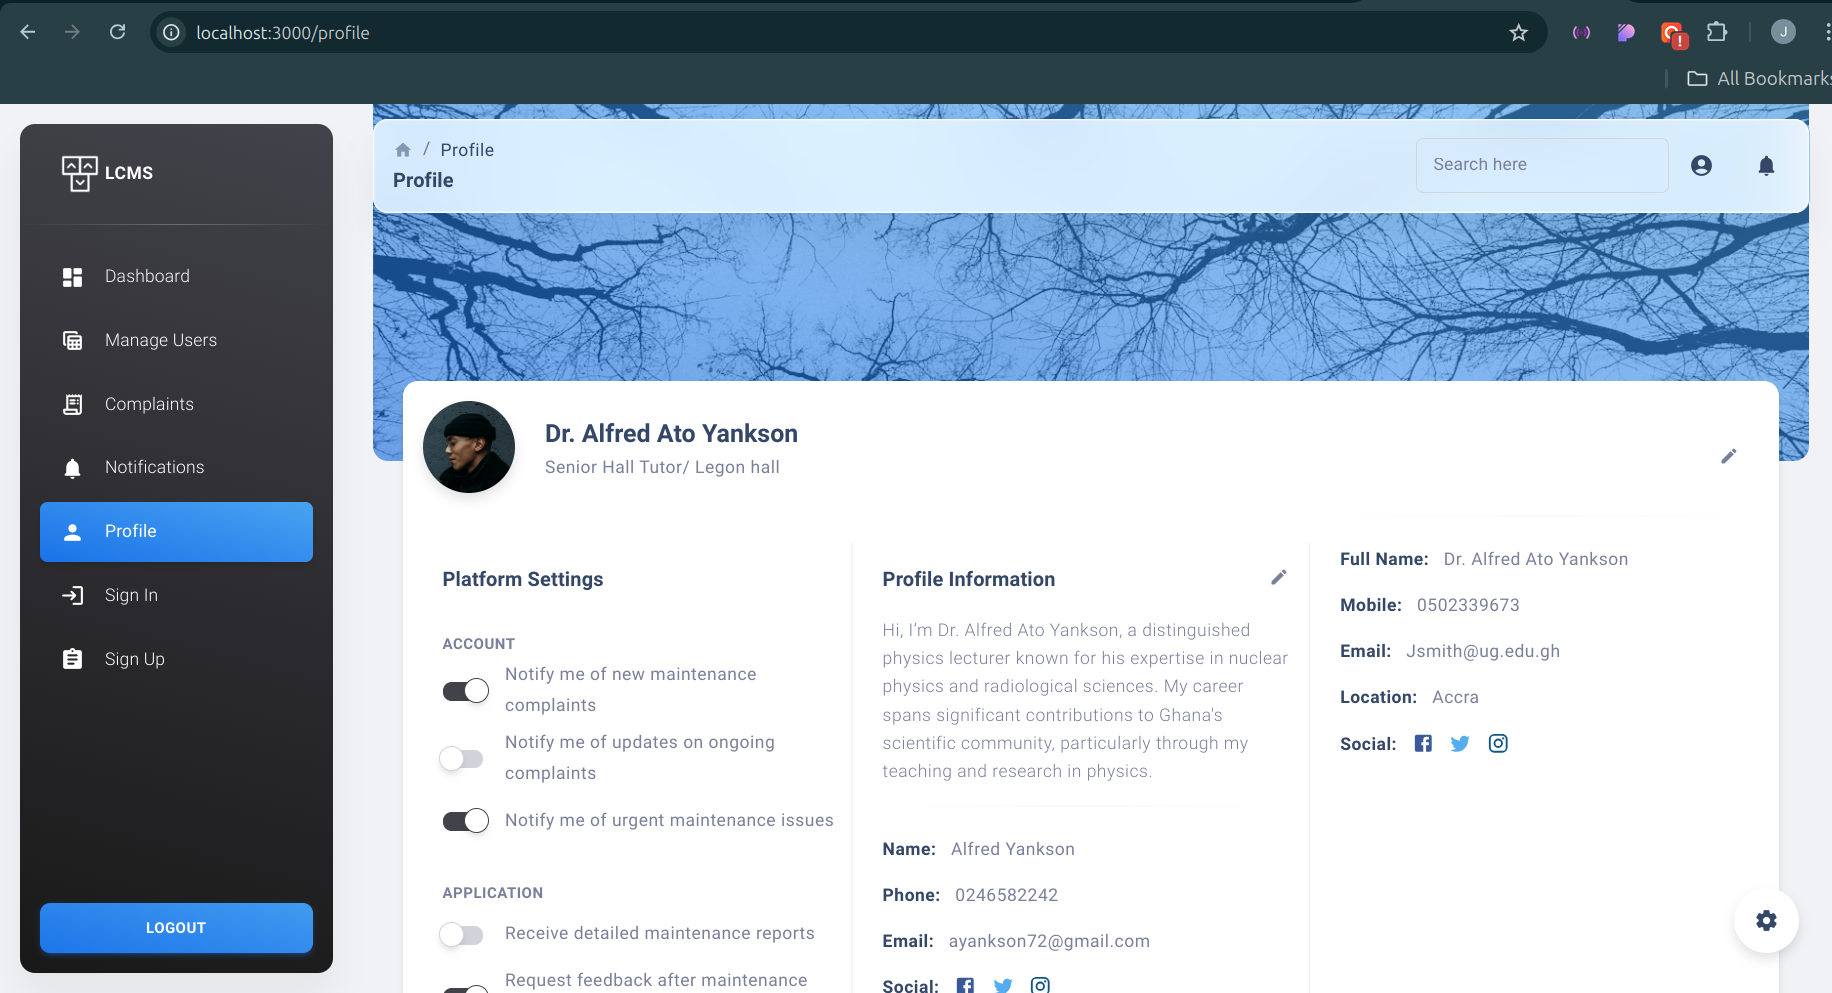 localhost:3000/profile
J
All Bookmarks
LCMS
Dashboard
Manage Users
Complaints
Notifications
Profile
Sign In
Sign Up
LOGOUT
/ Profile
Profile
Search here
Dr. Alfred Ato Yankson
Senior Hall Tutor/ Legon hall
Platform Settings
ACCOUNT
Notify me of new maintenance
complaints
Notify me of updates on ongoing
complaints
Notify me of urgent maintenance issues
APPLICATION
Receive detailed maintenance reports
Request feedback after maintenance
Profile Information
Hi, I’m Dr. Alfred Ato Yankson, a distinguished
physics lecturer known for his expertise in nuclear
physics and radiological sciences. My career
spans significant contributions to Ghana's
scientific community, particularly through my
teaching and research in physics.
Name: Alfred Yankson
Phone: 0246582242
Email: ayankson72@gmail.com
Social:
Full Name: Dr. Alfred Ato Yankson
Mobile: 0502339673
Email: Jsmith@ug.edu.gh
Location: Accra
Social: